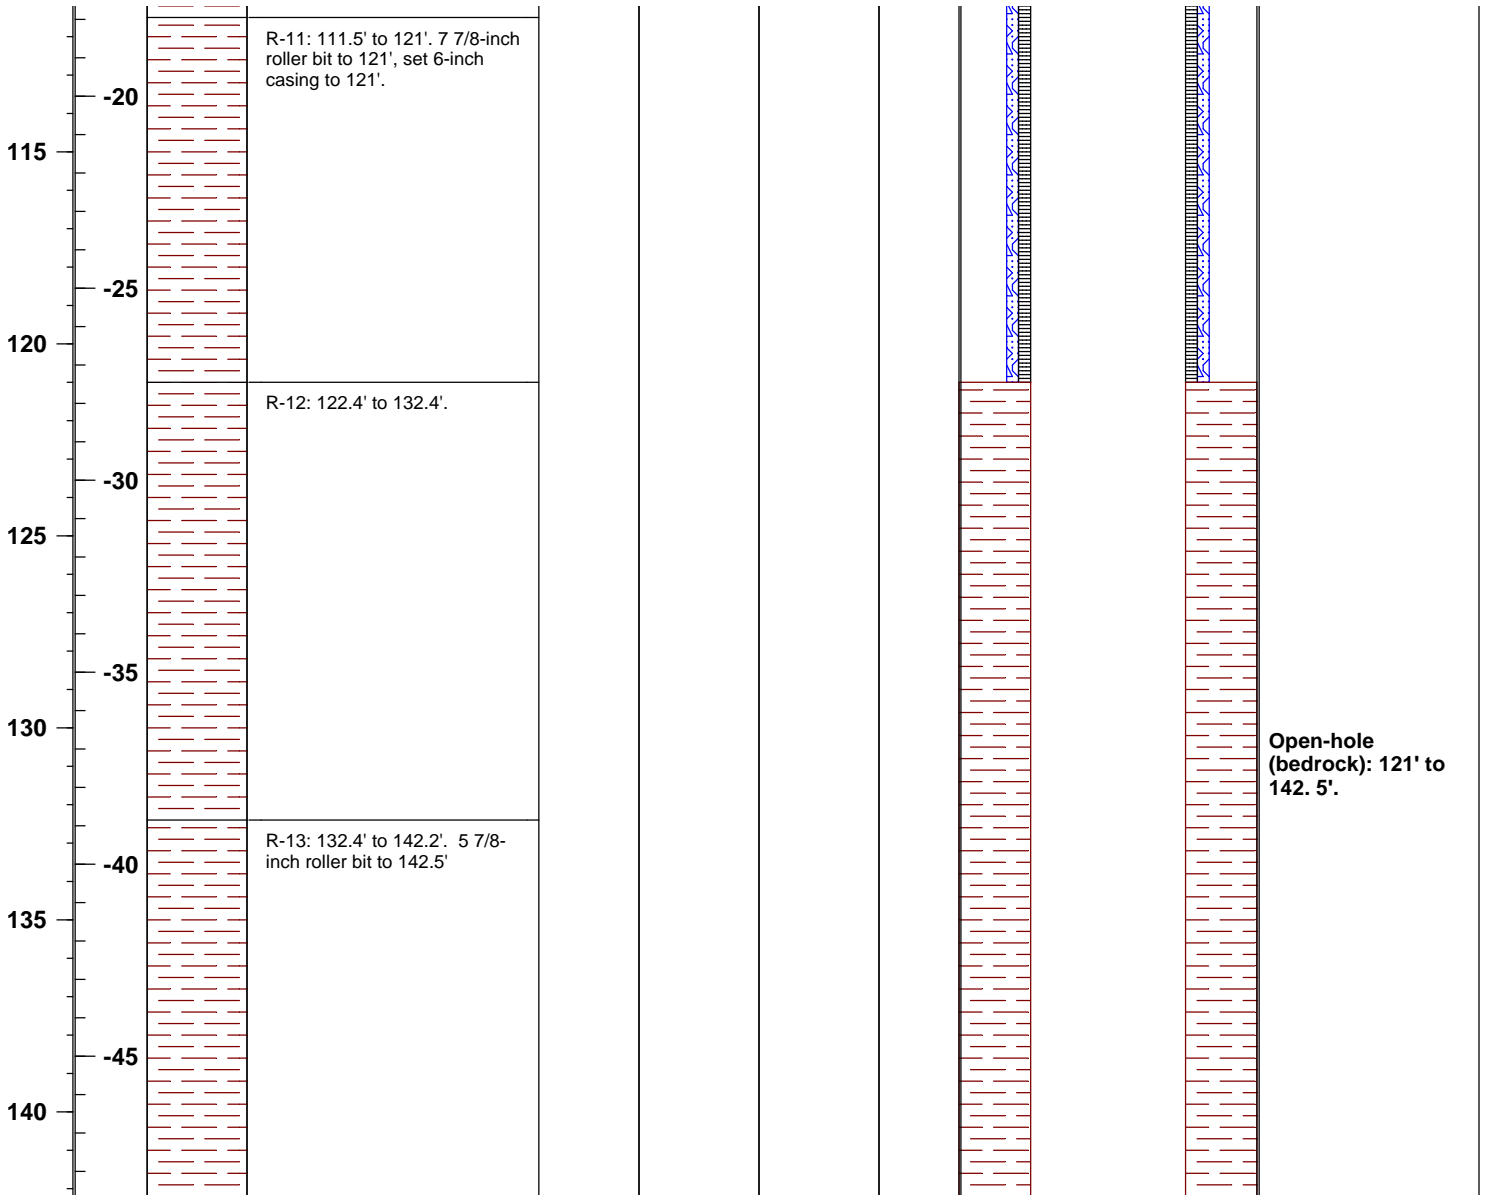 R-11: 111.5' to 121'. 7 7/8-inch
roller bit to 121', set 6-inch
casing to 121'.
-20
115
-25
120
R-12: 122.4' to 132.4'.
-30
125
-35
130
Open-hole
(bedrock): 121' to
142. 5'.
R-13: 132.4' to 142.2'.  5 7/8-
inch roller bit to 142.5'
-40
135
-45
140